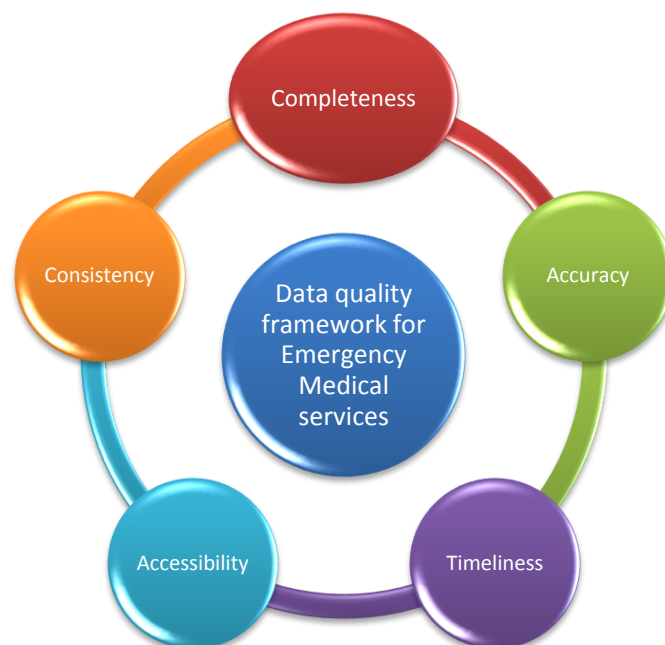 Completeness
Consistency
Accuracy
Data quality
framework for
Emergency
Medical
services
Accessibility
Timeliness